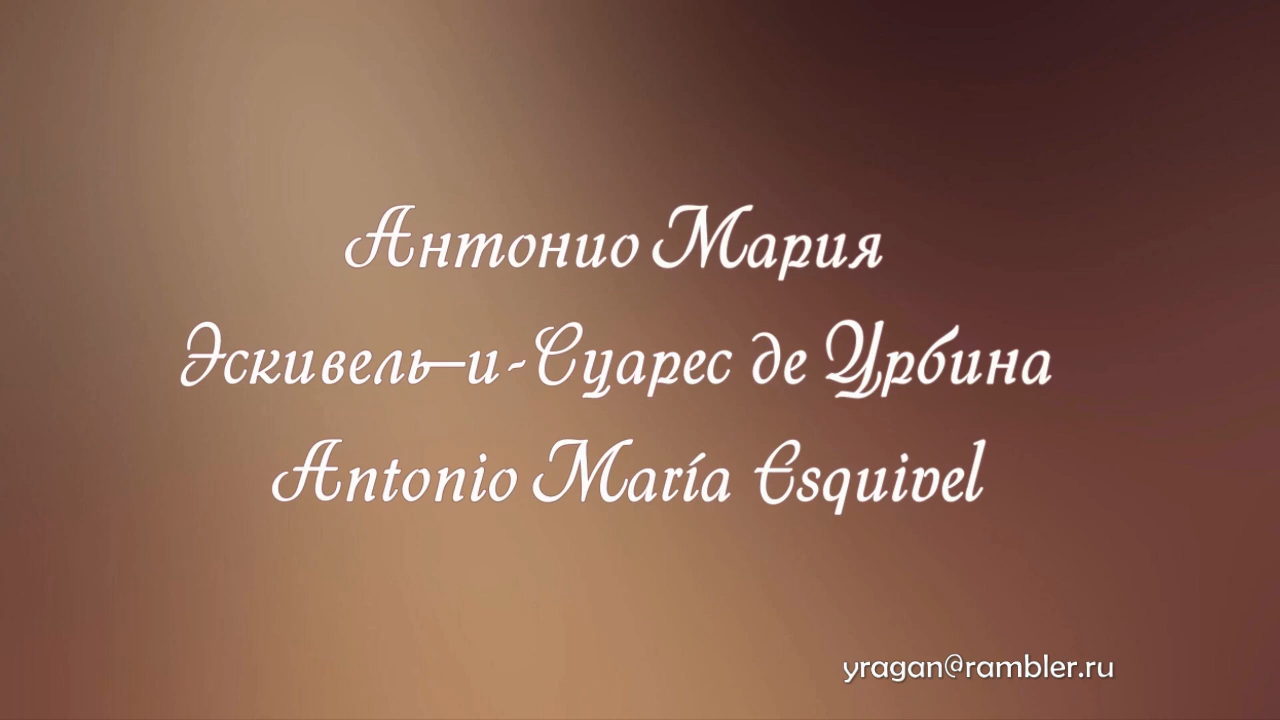 Антонио Мария
Эскивель–и-Суарес де Урбина
Antonio María Esquivel
yragan@rambler.ru